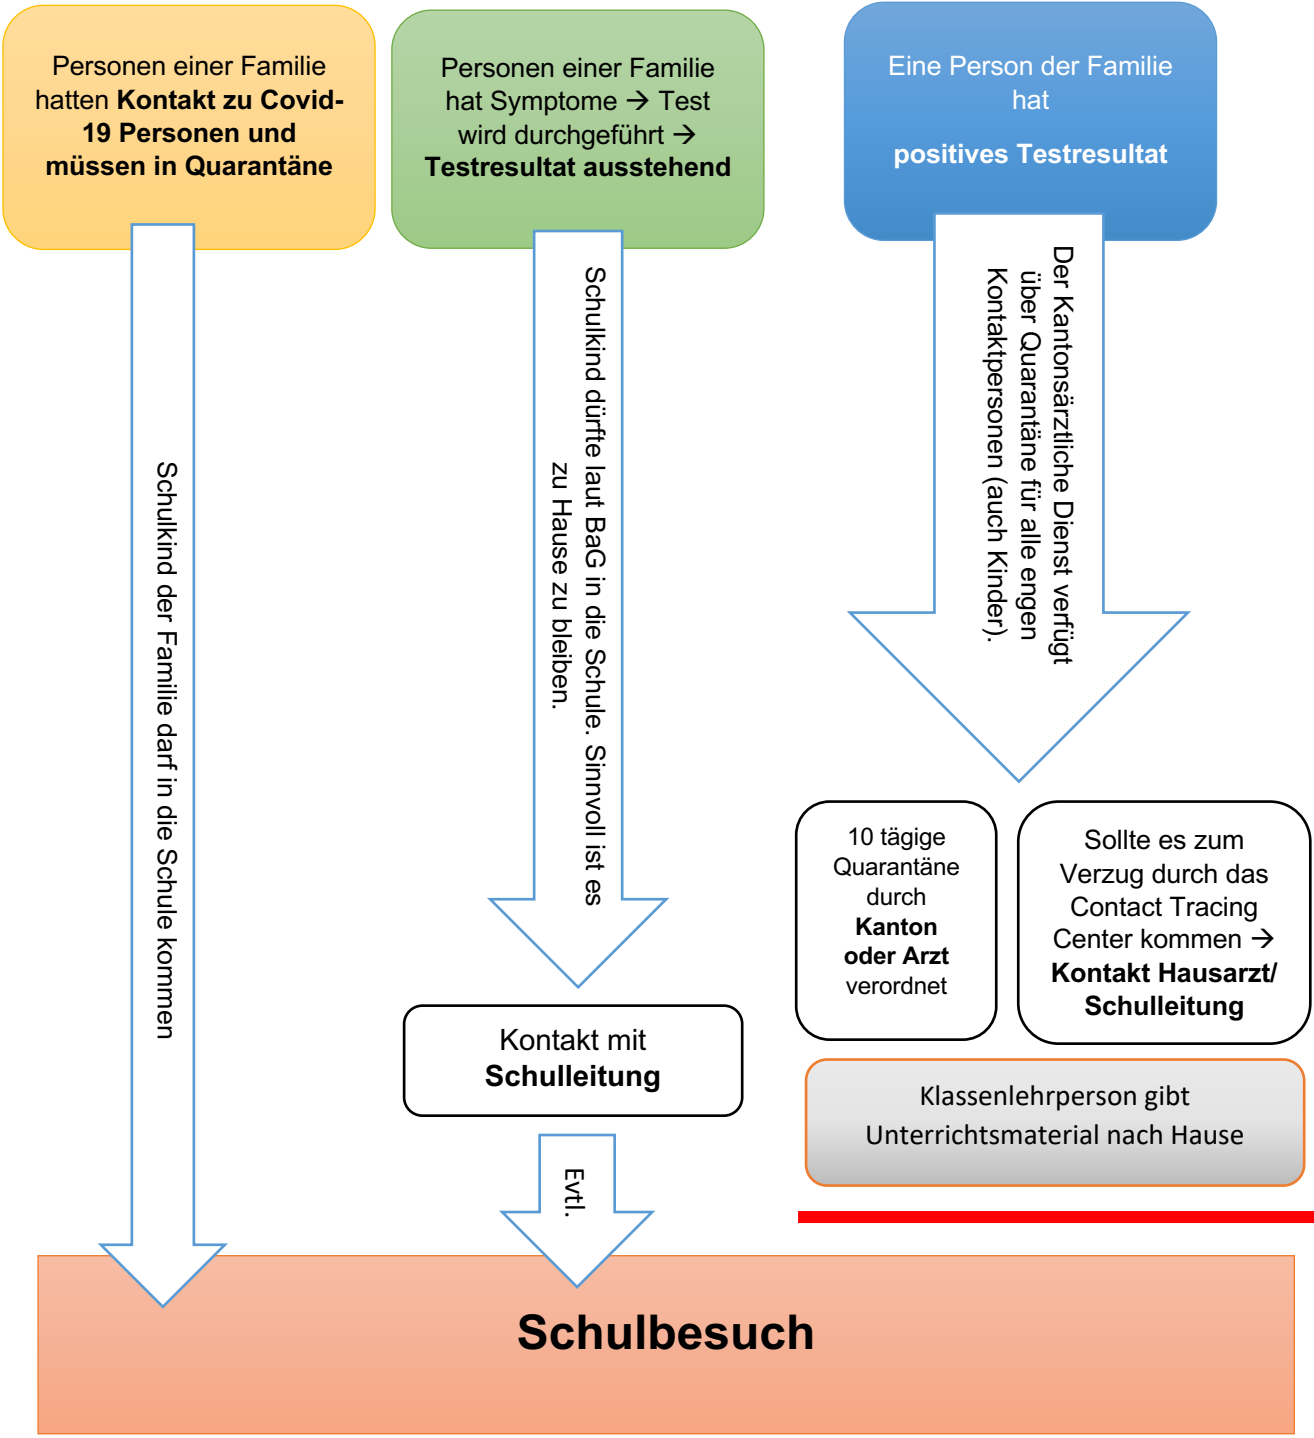 Personen einer Familie
hatten Kontakt zu Covid-
19 Personen und
müssen in Quarantäne
Personen einer Familie
hat Symptome → Test
wird durchgeführt →
Testresultat ausstehend
Eine Person der Familie
hat
positives Testresultat
Schulkind der Familie darf in die Schule kommen
Schulkind dürfte laut BaG in die Schule. Sinnvoll ist es
zu Hause zu bleiben.
Der Kantonsärztliche Dienst verfügt
über Quarantäne für alle engen
Kontaktpersonen (auch Kinder).
Kontakt mit
Schulleitung
Evtl.
10 tägige
Quarantäne
durch
Kanton
oder Arzt
verordnet
Sollte es zum
Verzug durch das
Contact Tracing
Center kommen →
Kontakt Hausarzt/
Schulleitung
Klassenlehrperson gibt
Unterrichtsmaterial nach Hause
Schulbesuch